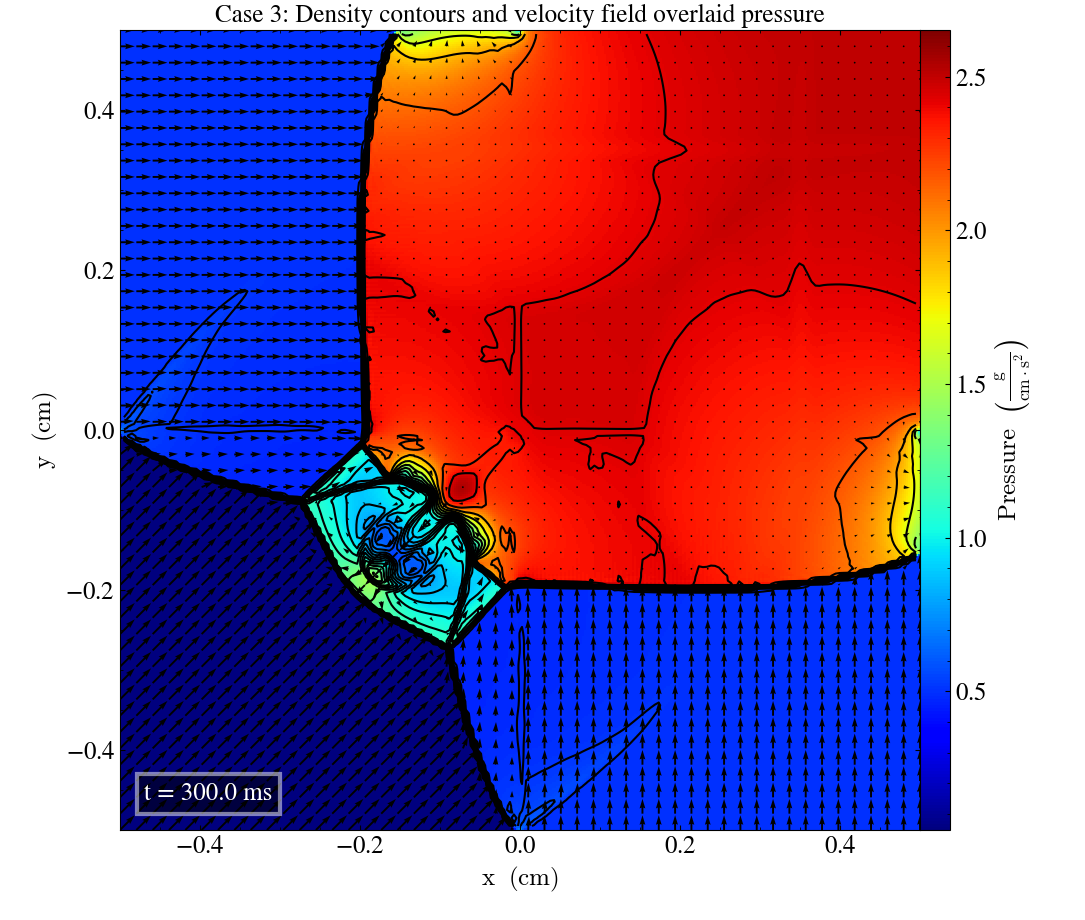 Case 3: Density contours and velocity field overlaid pressure
0.4
0.2
0.0
−0.2
−0.4
y (cm)
t = 300.0 ms
−0.4 −0.2 0.0 0.2 0.4
x (cm)
2.5
2.0
1.5
1.0
0.5
Pressure (g/cm·s²)